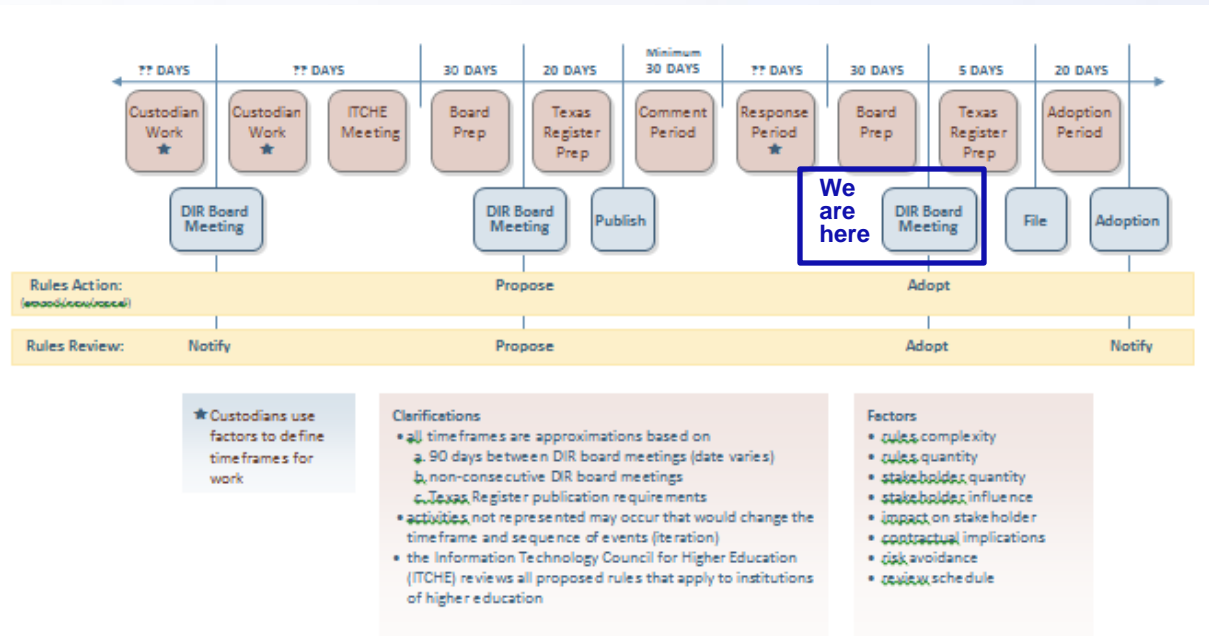 ?? DAYS
?? DAYS
30 DAYS
20 DAYS
Minimum
30 DAYS
?? DAYS
30 DAYS
5 DAYS
20 DAYS
Custodian
Work
★
Custodian
Work
★
ITCHE
Meeting
Board
Prep
Texas
Register
Prep
Comment
Period
Response
Period
★
Board
Prep
Texas
Register
Prep
Adoption
Period
DIR Board
Meeting
DIR Board
Meeting
Publish
We
are
here
DIR Board
Meeting
File
Adoption
Rules Action:
Propose
Adopt
Rules Review:
Notify
Propose
Adopt
Notify
★ Custodians use
factors to define
timeframes for
work
Clarifications
• all timeframes are approximations based on
a. 90 days between DIR board meetings (date varies)
b. non-consecutive DIR board meetings
c. Texas Register publication requirements
• activities not represented may occur that would change the
timeframe and sequence of events (iteration)
• the Information Technology Council for Higher Education
(ITCHE) reviews all proposed rules that apply to institutions
of higher education
Factors
• rules complexity
• rules quantity
• stakeholder quantity
• stakeholder influence
• impact on stakeholder
• contractual implications
• risk avoidance
• review schedule